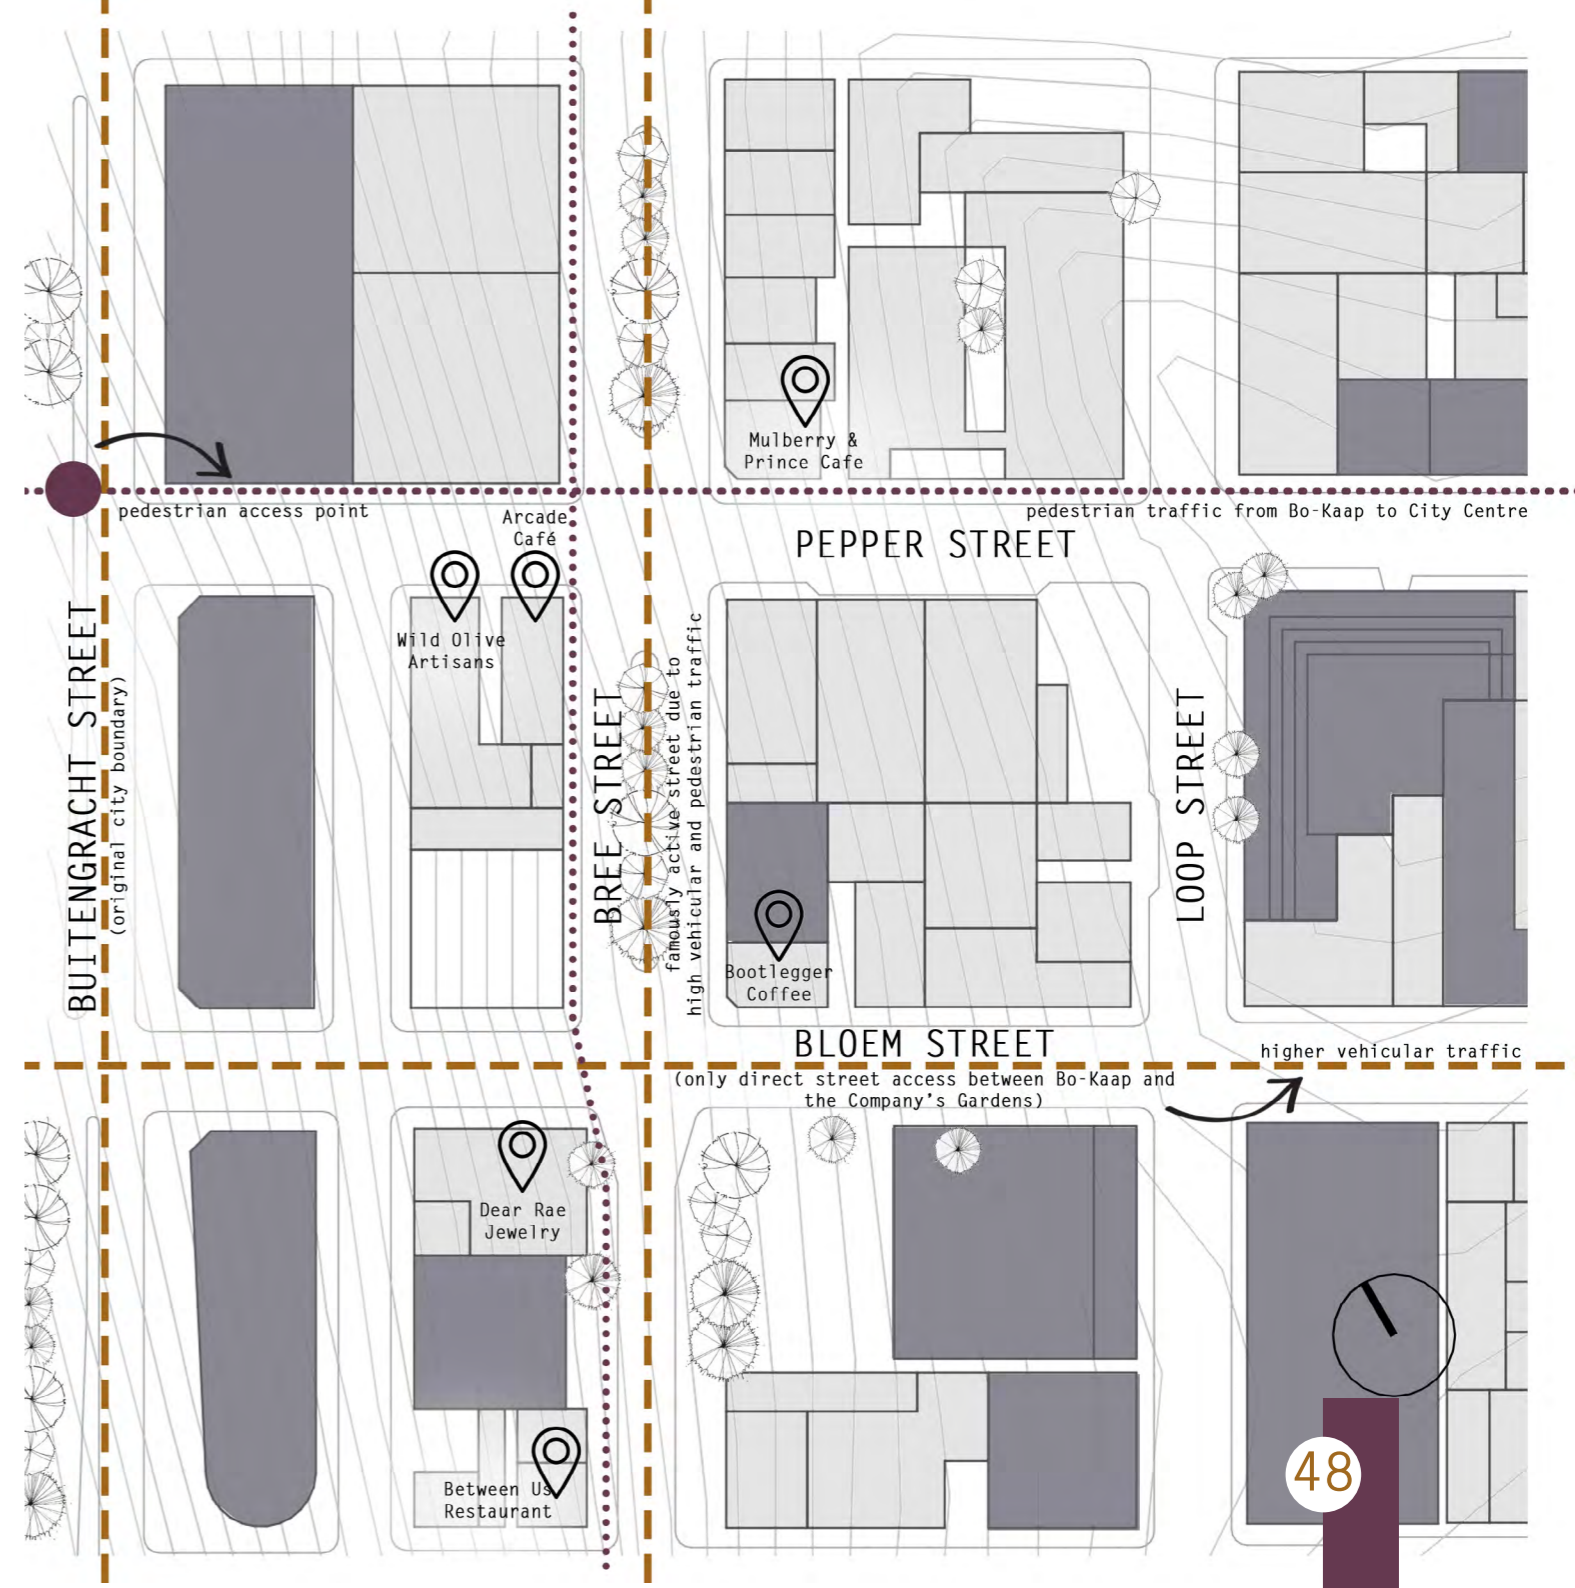 Mulberry &
Prince Cafe
pedestrian access point
Arcade
Café
pedestrian traffic from Bo-Kaap to City Centre
PEPPER STREET
Wild Olive
Artisans
BUITENGRACHT STREET
(original city boundary)
BREE STREET
famously active street due to
high vehicular and pedestrian traffic
LOOP STREET
Bootlegger
Coffee
BLOEM STREET
higher vehicular traffic
(only direct street access between Bo-Kaap and
the Company's Gardens)
Dear Rae
Jewelry
Between Us
Restaurant
48